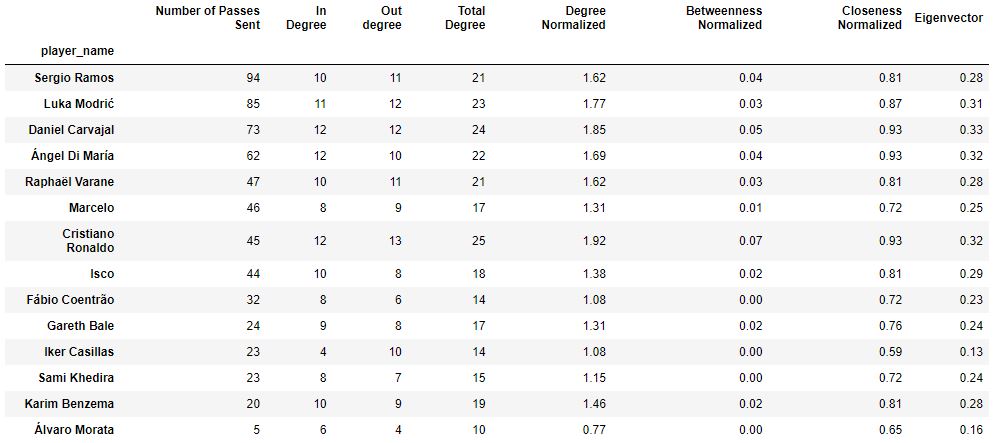 Number of Passes Sent In Degree Out degree Total Degree Degree Normalized Betweenness Normalized Closeness Normalized Eigenvector
player_name
Sergio Ramos 94 10 11 21 1.62 0.04 0.81 0.28
Luka Modrić 85 11 12 23 1.77 0.03 0.87 0.31
Daniel Carvajal 73 12 12 24 1.85 0.05 0.93 0.33
Ángel Di María 62 12 10 22 1.69 0.04 0.93 0.32
Raphaël Varane 47 10 11 21 1.62 0.03 0.81 0.28
Marcelo 46 8 9 17 1.31 0.01 0.72 0.25
Cristiano Ronaldo 45 12 13 25 1.92 0.07 0.93 0.32
Isco 44 10 8 18 1.38 0.02 0.81 0.29
Fábio Coentrão 32 8 6 14 1.08 0.00 0.72 0.23
Gareth Bale 24 9 8 17 1.31 0.02 0.76 0.24
Iker Casillas 23 4 10 14 1.08 0.00 0.59 0.13
Sami Khedira 23 8 7 15 1.15 0.00 0.72 0.24
Karim Benzema 20 10 9 19 1.46 0.02 0.81 0.28
Álvaro Morata 5 6 4 10 0.77 0.00 0.65 0.16